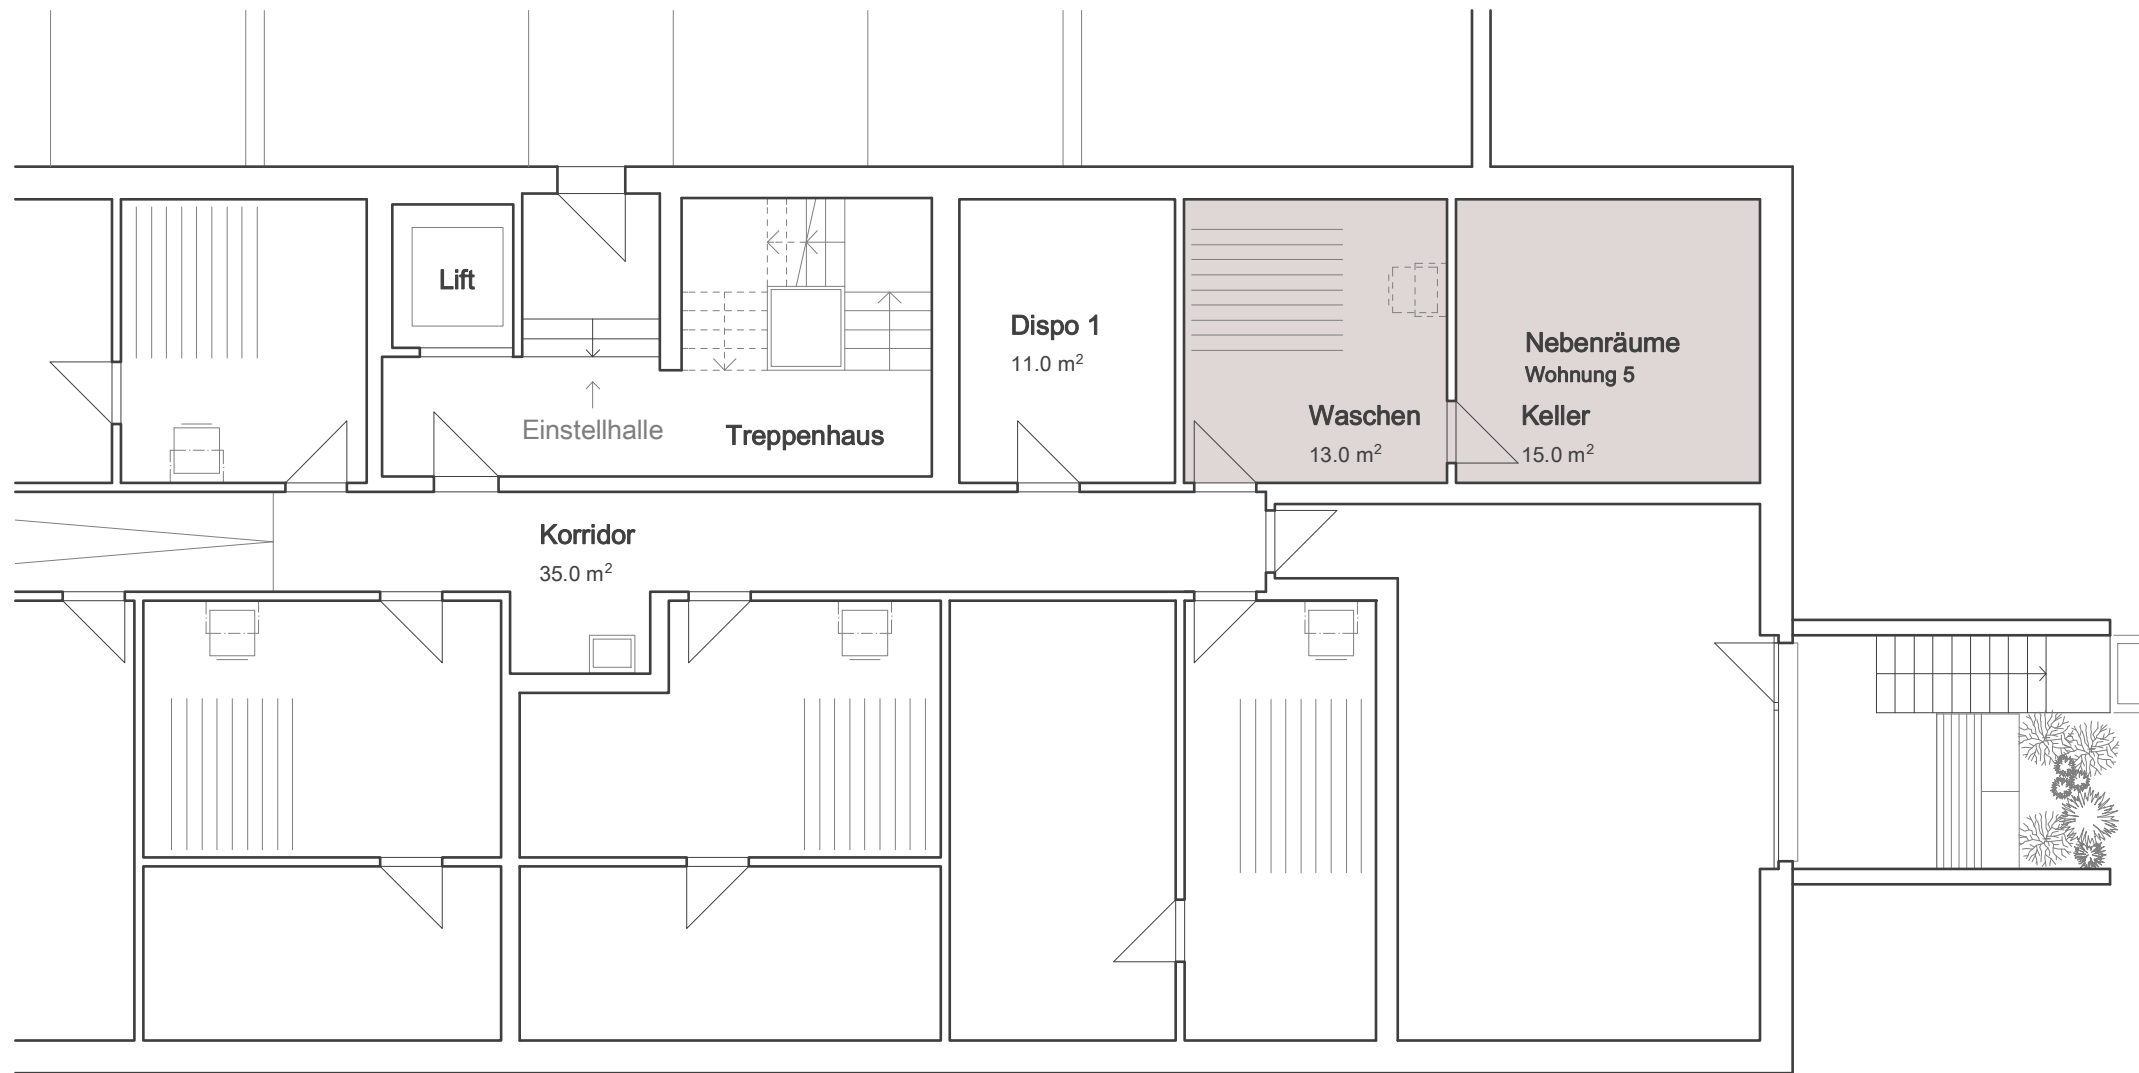 Lift
Einstellhalle
Treppenhaus
Dispo 1
11.0 m²
Waschen
13.0 m²
Nebenräume
Wohnung 5
Keller
15.0 m²
Korridor
35.0 m²